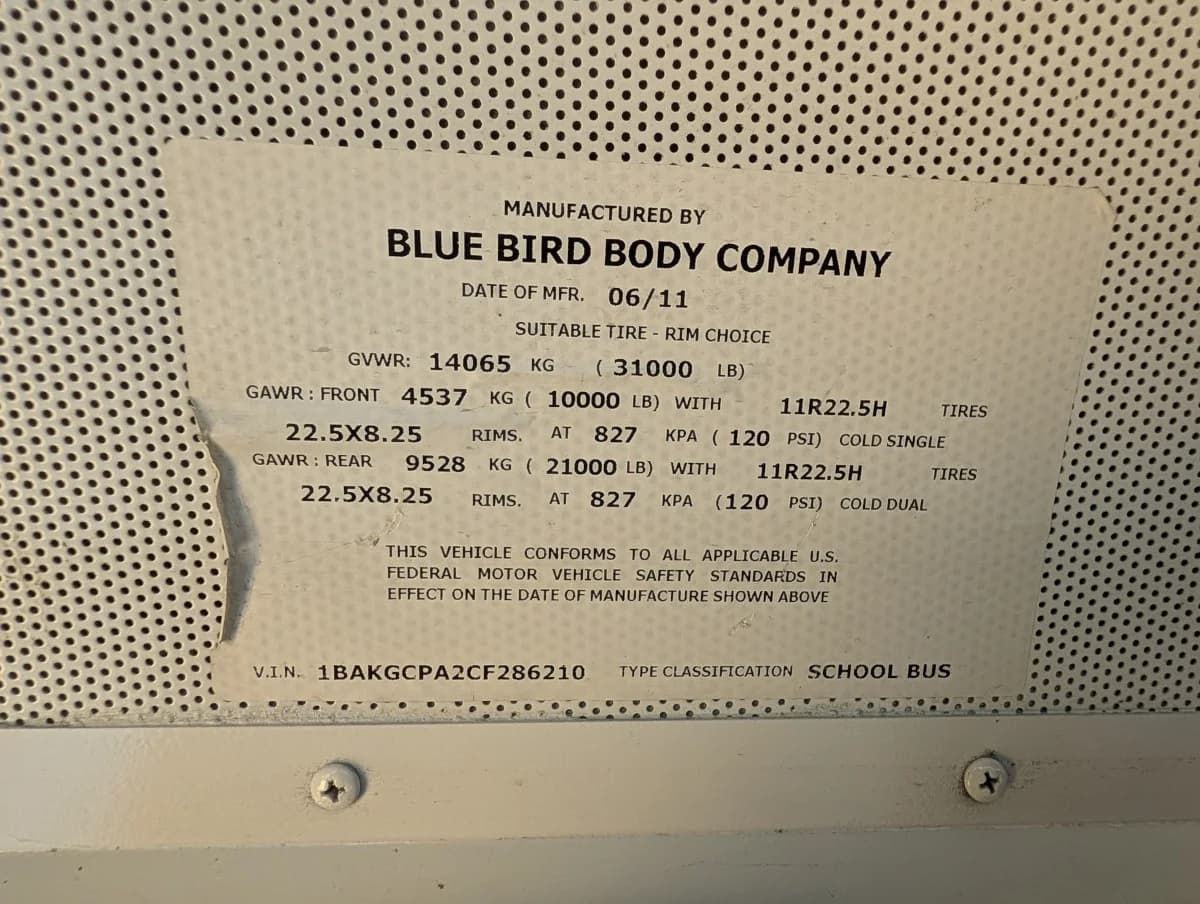 MANUFACTURED BY
BLUE BIRD BODY COMPANY
DATE OF MFR. 06/11
SUITABLE TIRE - RIM CHOICE
GVWR: 14065 KG ( 31000 LB)
GAWR : FRONT 4537 KG ( 10000 LB) WITH 11R22.5H TIRES
22.5X8.25 RIMS. AT 827 KPA ( 120 PSI) COLD SINGLE
GAWR : REAR 9528 KG ( 21000 LB) WITH 11R22.5H TIRES
22.5X8.25 RIMS. AT 827 KPA (120 PSI) COLD DUAL
THIS VEHICLE CONFORMS TO ALL APPLICABLE U.S.
FEDERAL MOTOR VEHICLE SAFETY STANDARDS IN
EFFECT ON THE DATE OF MANUFACTURE SHOWN ABOVE
V.I.N. 1BAKGCPA2CF286210 TYPE CLASSIFICATION SCHOOL BUS